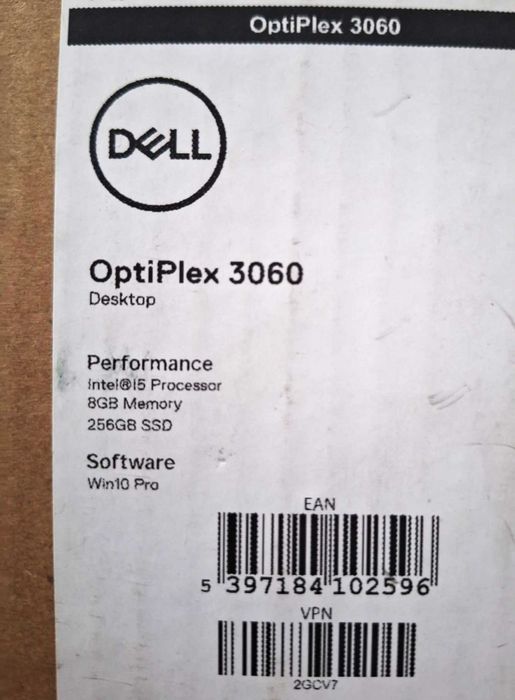 OptiPlex 3060
DELL
OptiPlex 3060
Desktop
Performance
Intel®I5 Processor
8GB Memory
256GB SSD
Software
Win10 Pro
EAN
5 397184 102596
VPN
2GCV7